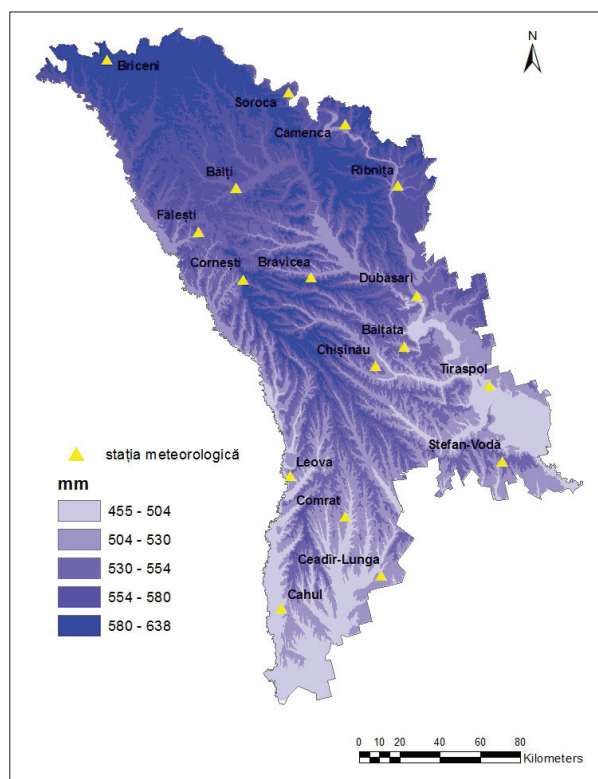 N
Briceni
Soroca
Camenca
Rîbnița
Bălți
Fălești
Bravicea
Cornești
Dubăsari
Bălțata
Chișinău
Tiraspol
Ștefan-Vodă
stația meteorologică
Leova
mm
Comrat
455 - 504
504 - 530
530 - 554
Ceadîr-Lunga
554 - 580
Cahul
580 - 638
0 10 20 40 60 80
Kilometers